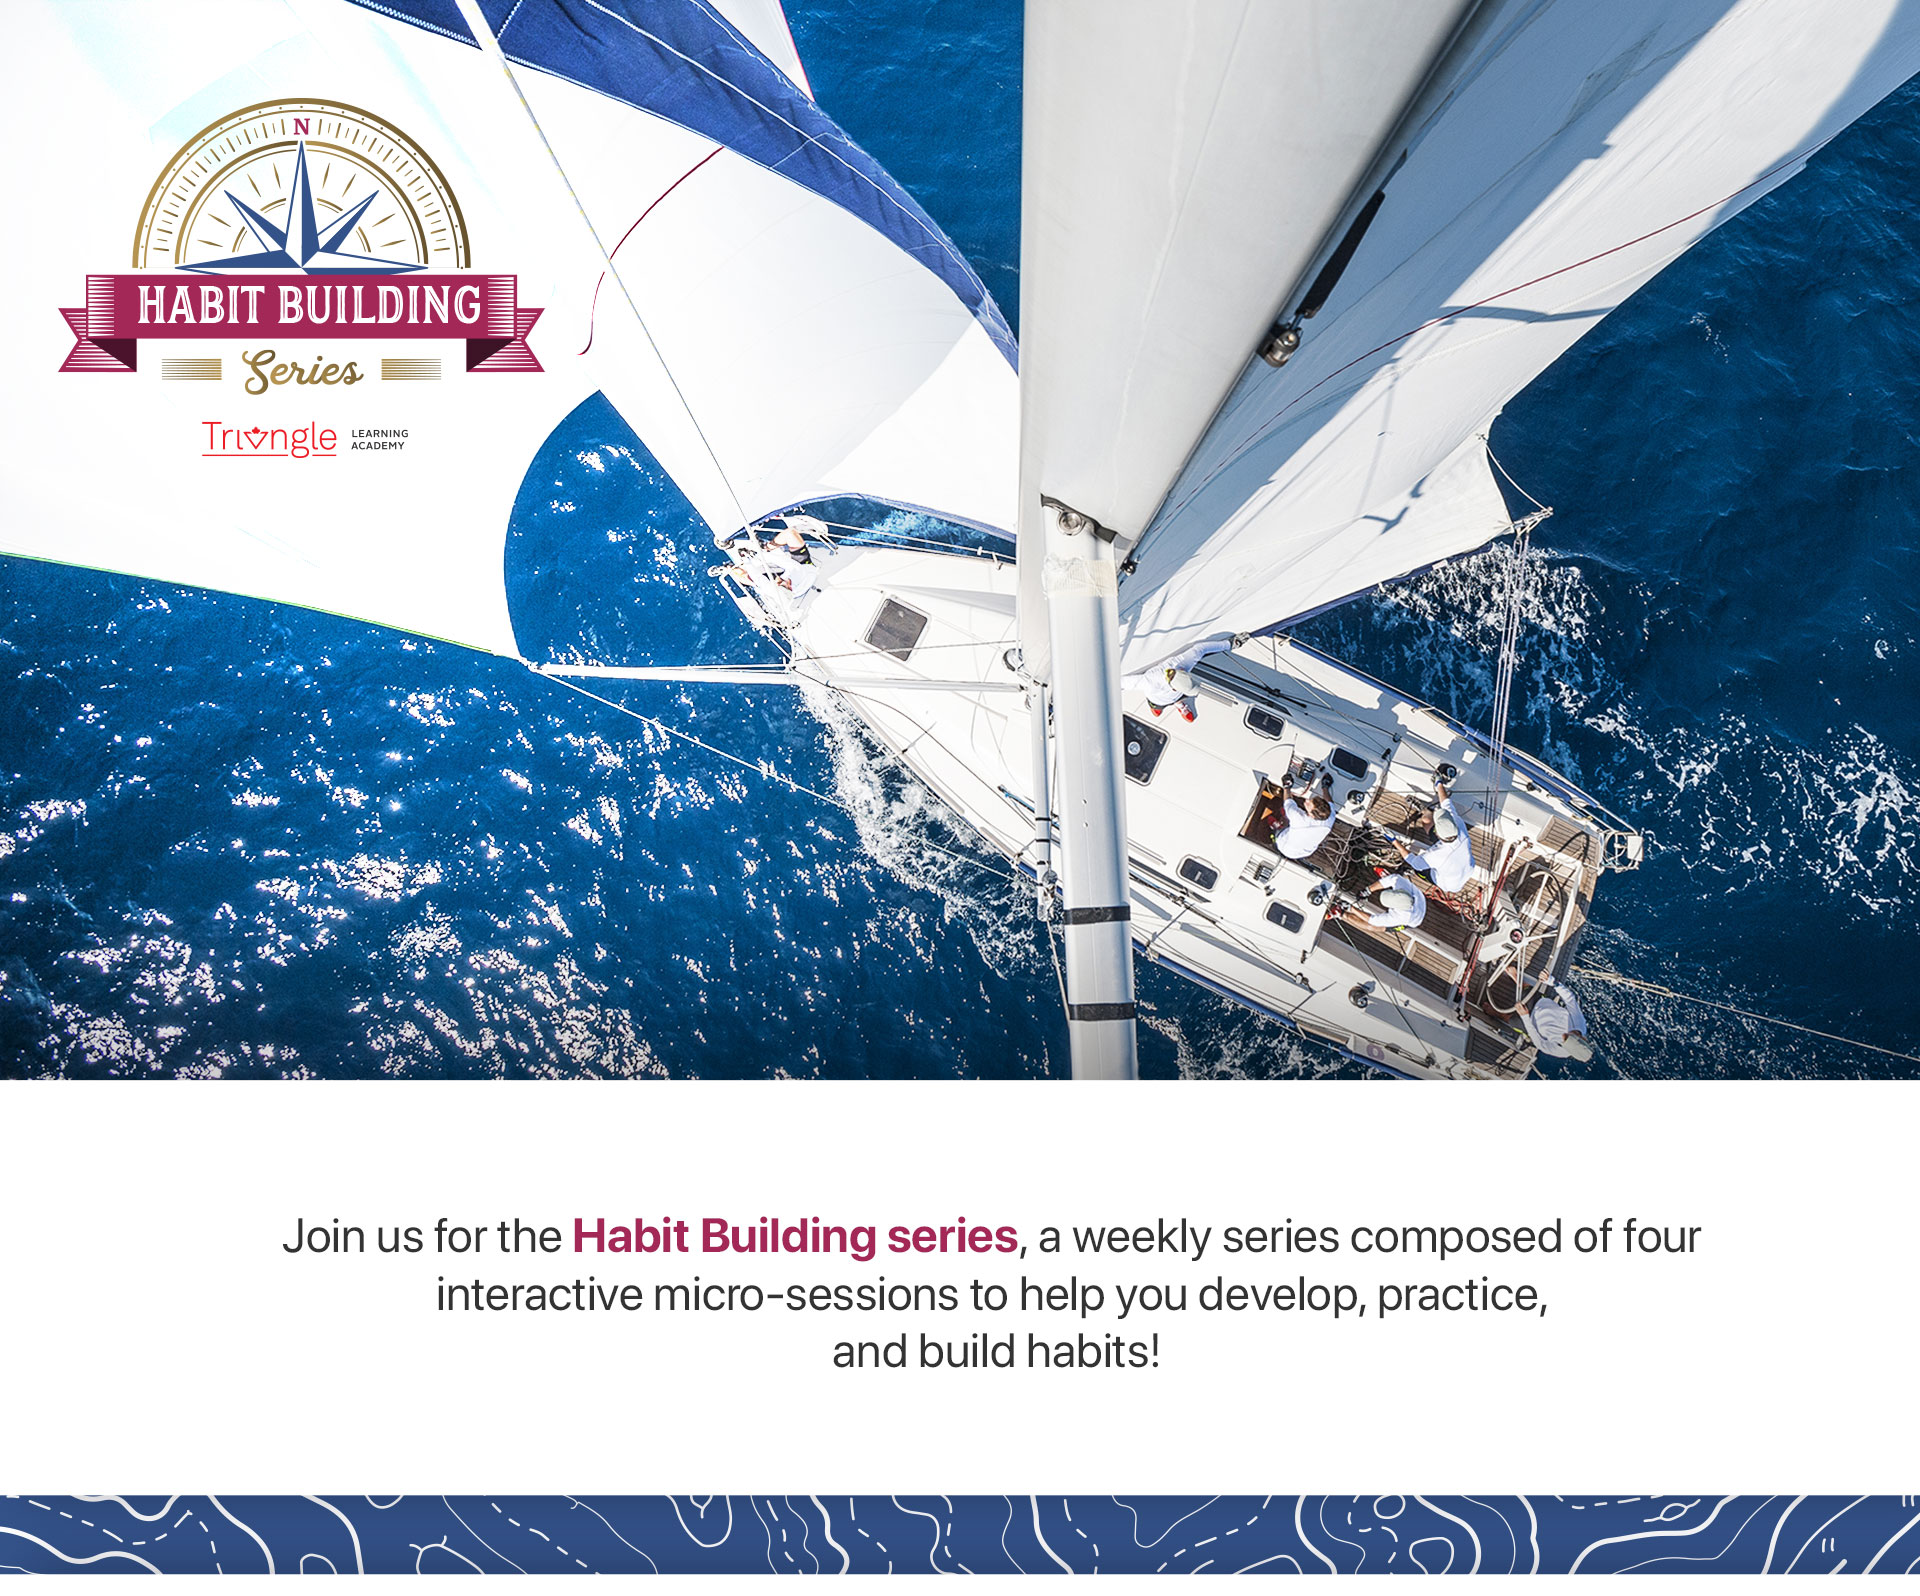 N
HABIT BUILDING
Series
Triangle LEARNING
ACADEMY
Join us for the Habit Building series, a weekly series composed of four
interactive micro-sessions to help you develop, practice,
and build habits!